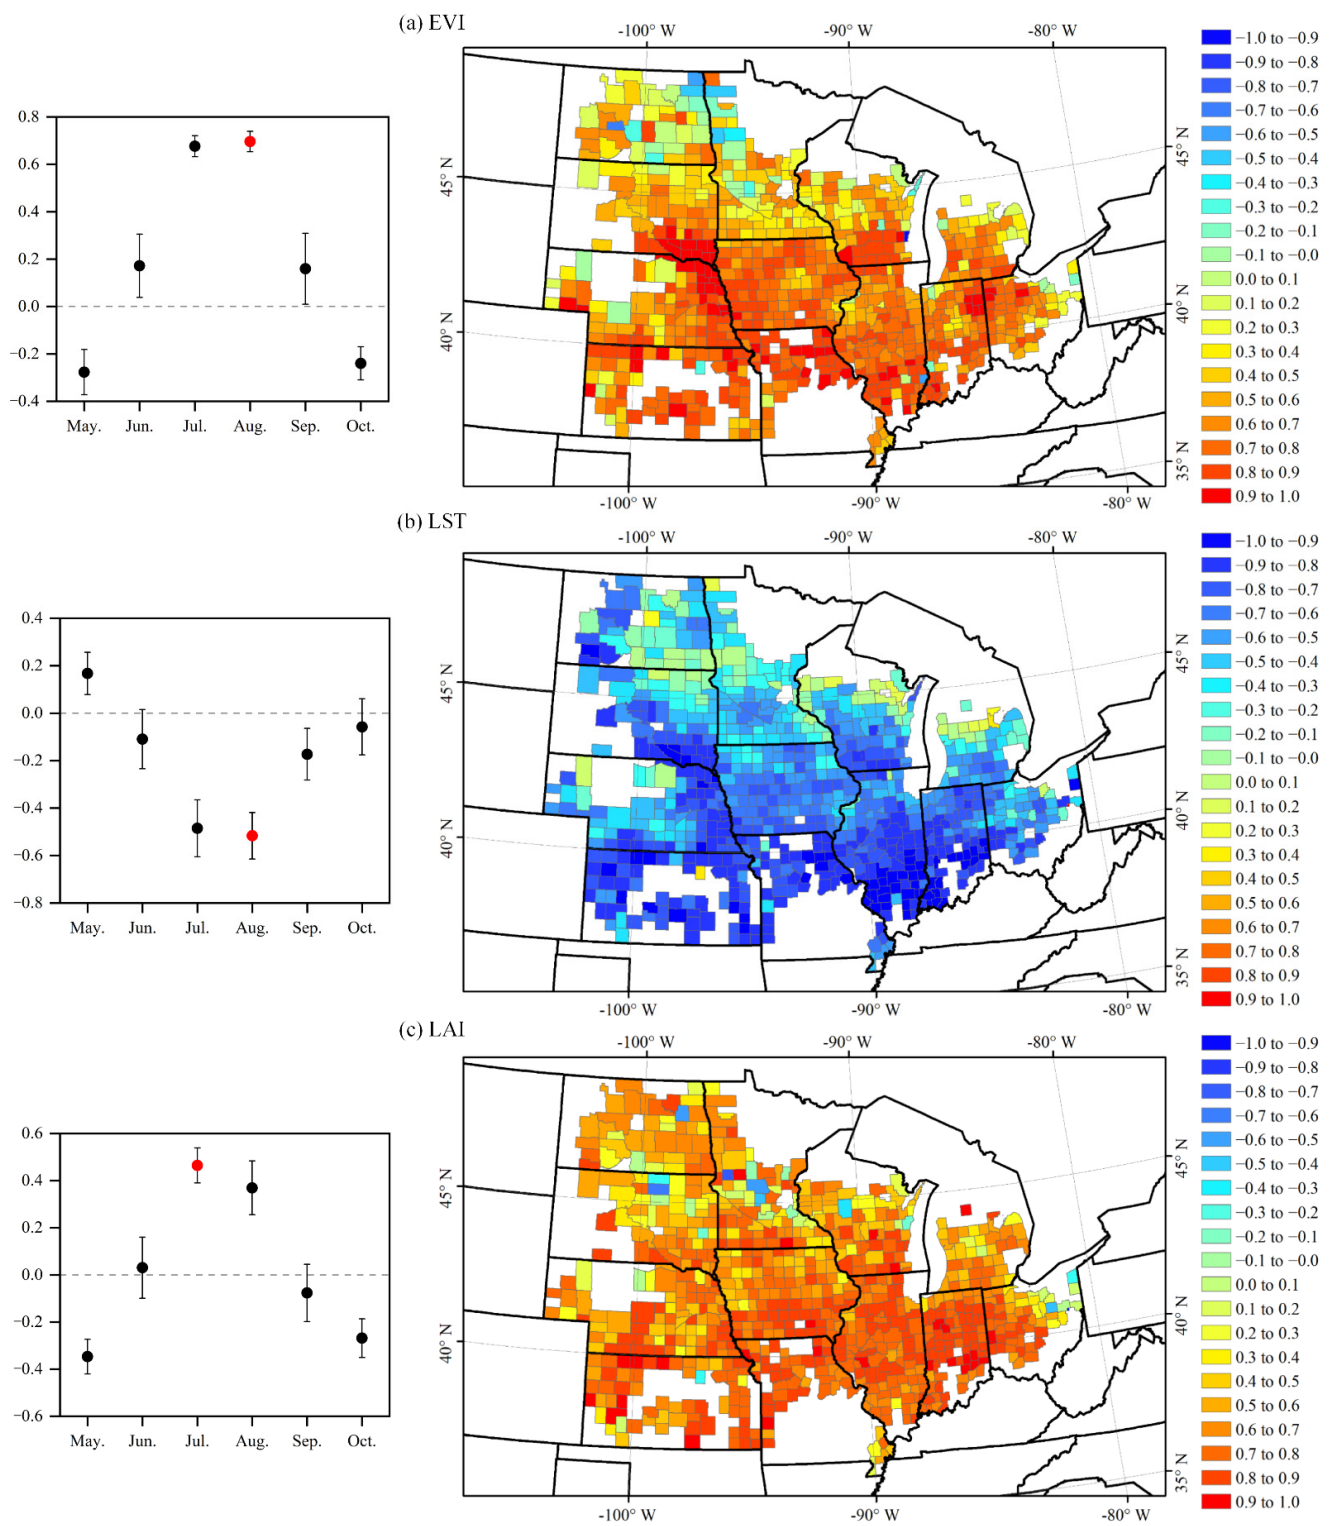 (a) EVI
-100° W -90° W -80° W
0.8
0.6
0.4
0.2
0.0
−0.2
−0.4
May. Jun. Jul. Aug. Sep. Oct.
45° N
40° N
45° N
40° N
35° N
-100° W -90° W -80° W
−1.0 to −0.9
−0.9 to −0.8
−0.8 to −0.7
−0.7 to −0.6
−0.6 to −0.5
−0.5 to −0.4
−0.4 to −0.3
−0.3 to −0.2
−0.2 to −0.1
−0.1 to −0.0
0.0 to 0.1
0.1 to 0.2
0.2 to 0.3
0.3 to 0.4
0.4 to 0.5
0.5 to 0.6
0.6 to 0.7
0.7 to 0.8
0.8 to 0.9
0.9 to 1.0
(b) LST
-100° W -90° W -80° W
0.4
0.2
0.0
−0.2
−0.4
−0.6
−0.8
May. Jun. Jul. Aug. Sep. Oct.
45° N
40° N
45° N
40° N
35° N
-100° W -90° W -80° W
−1.0 to −0.9
−0.9 to −0.8
−0.8 to −0.7
−0.7 to −0.6
−0.6 to −0.5
−0.5 to −0.4
−0.4 to −0.3
−0.3 to −0.2
−0.2 to −0.1
−0.1 to −0.0
0.0 to 0.1
0.1 to 0.2
0.2 to 0.3
0.3 to 0.4
0.4 to 0.5
0.5 to 0.6
0.6 to 0.7
0.7 to 0.8
0.8 to 0.9
0.9 to 1.0
(c) LAI
-100° W -90° W -80° W
0.6
0.4
0.2
0.0
−0.2
−0.4
−0.6
May. Jun. Jul. Aug. Sep. Oct.
45° N
40° N
45° N
40° N
35° N
-100° W -90° W -80° W
−1.0 to −0.9
−0.9 to −0.8
−0.8 to −0.7
−0.7 to −0.6
−0.6 to −0.5
−0.5 to −0.4
−0.4 to −0.3
−0.3 to −0.2
−0.2 to −0.1
−0.1 to −0.0
0.0 to 0.1
0.1 to 0.2
0.2 to 0.3
0.3 to 0.4
0.4 to 0.5
0.5 to 0.6
0.6 to 0.7
0.7 to 0.8
0.8 to 0.9
0.9 to 1.0